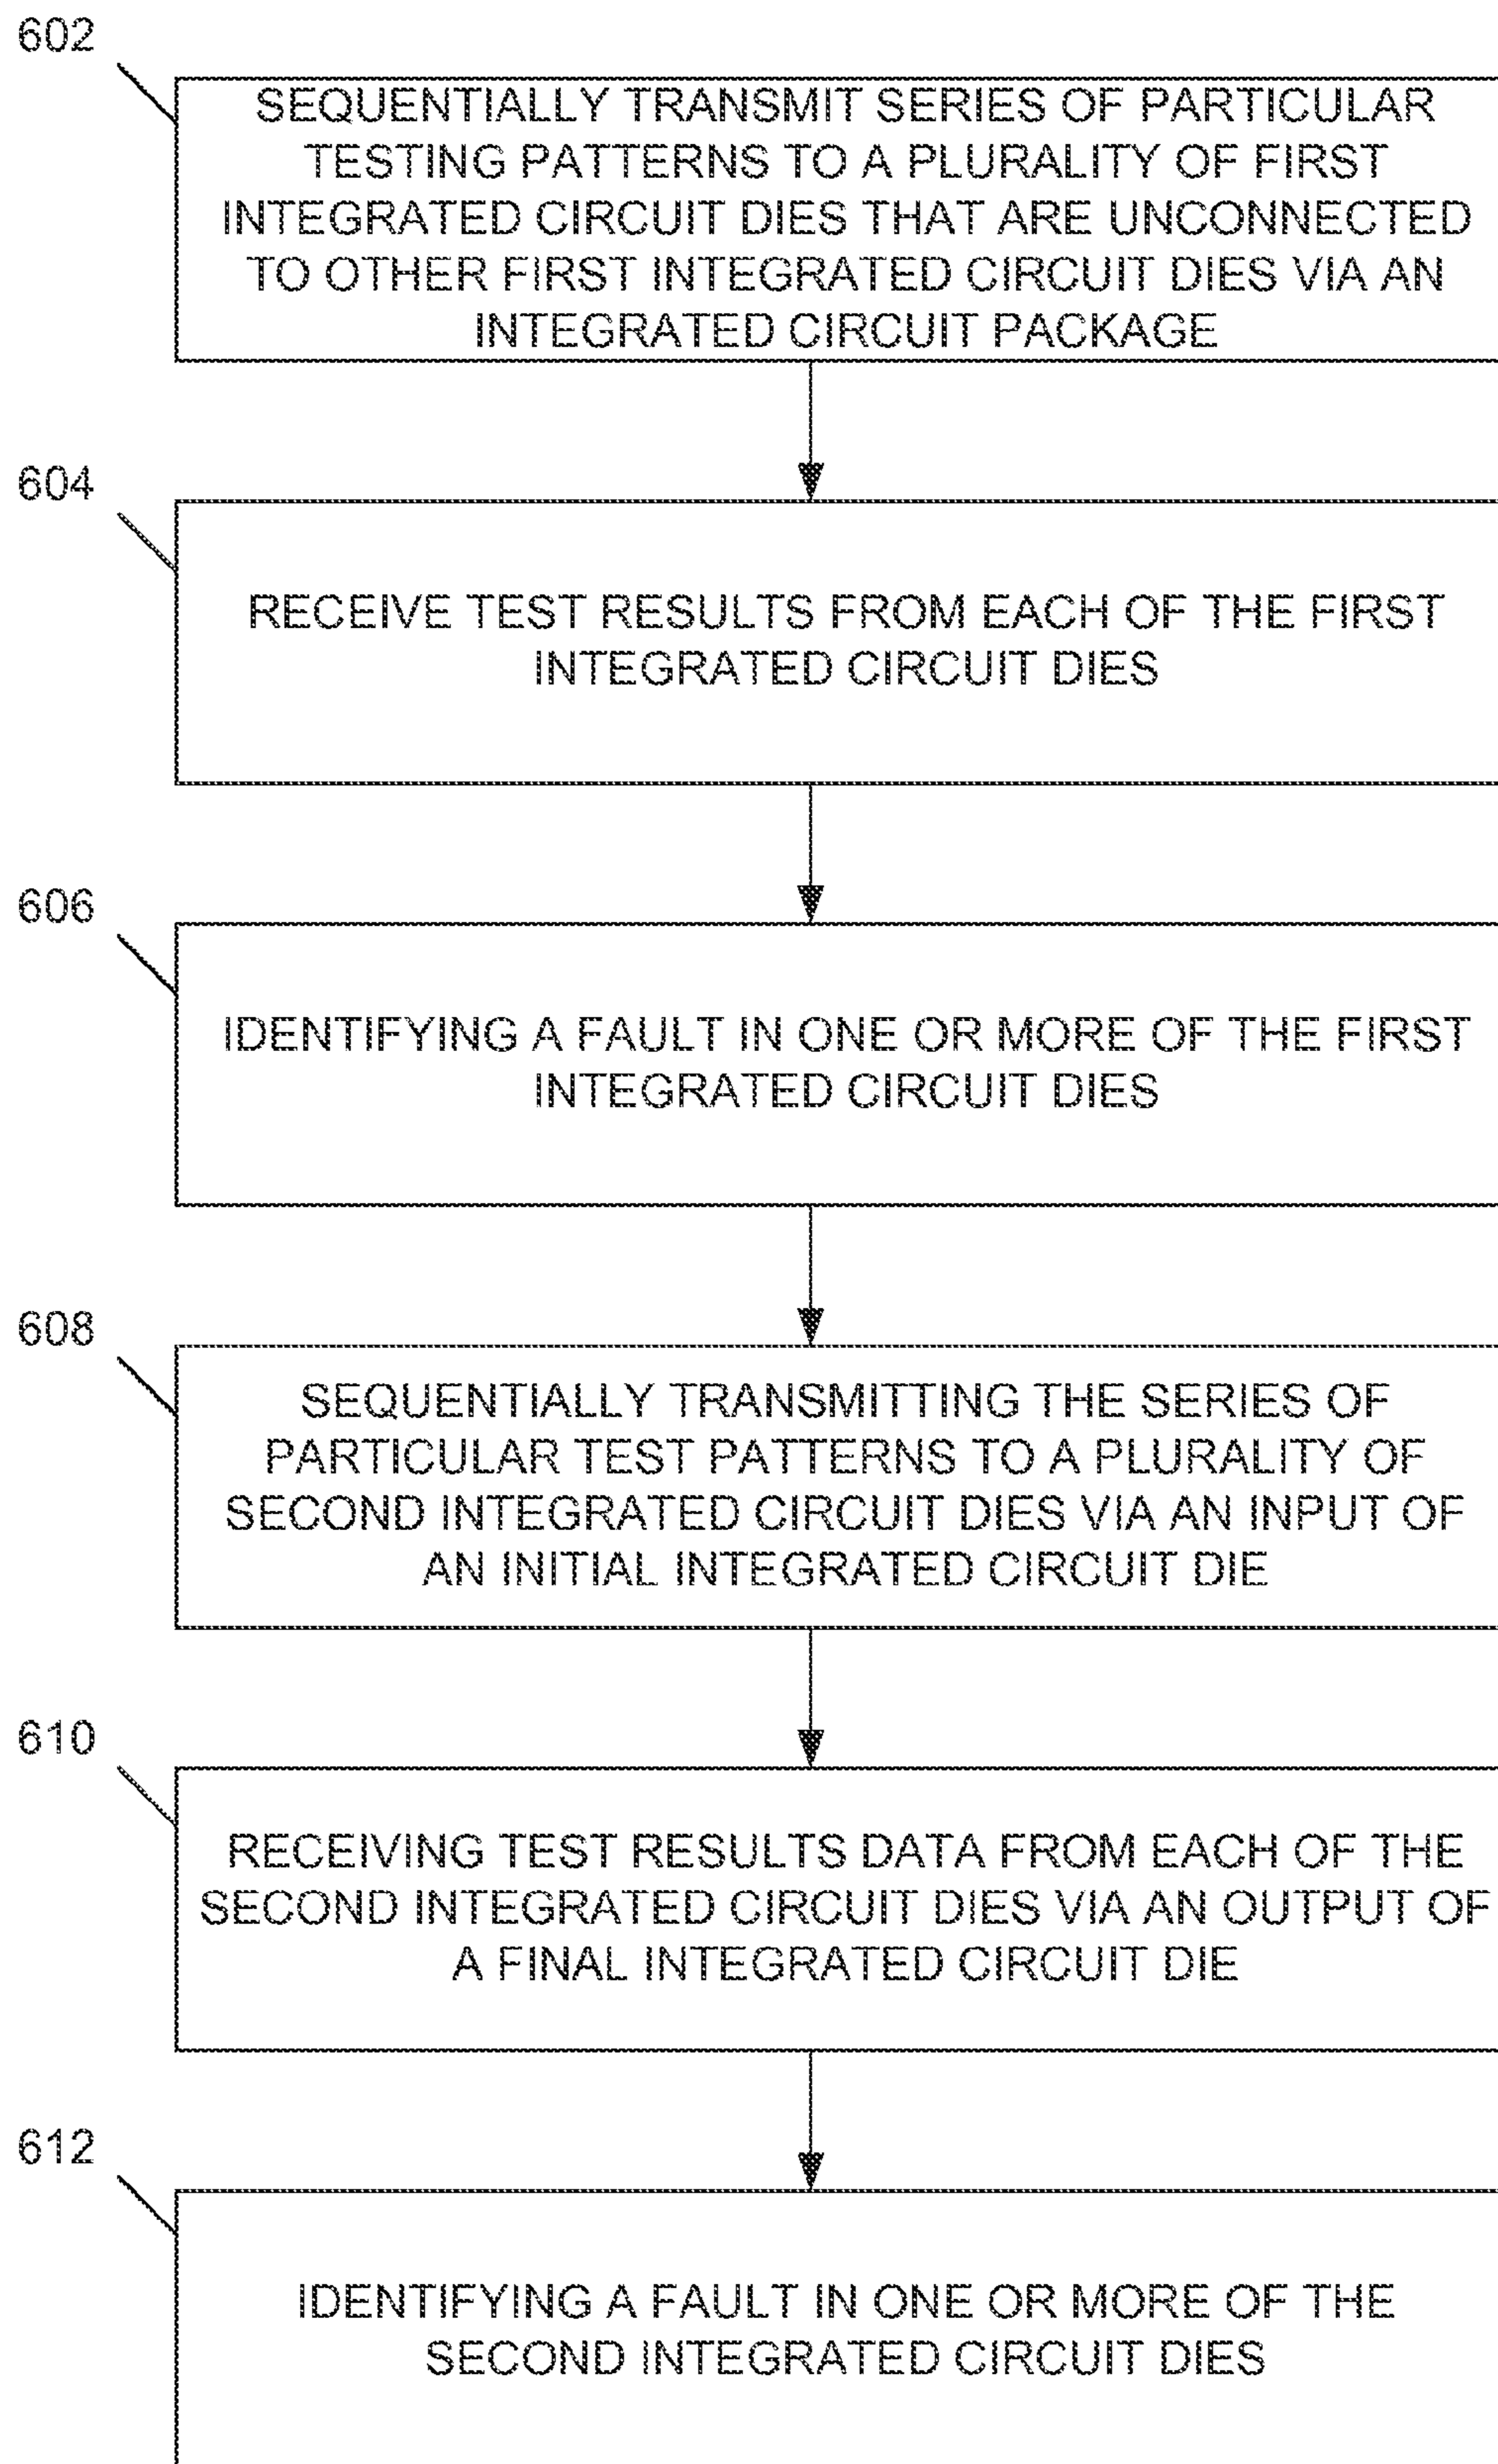 602
SEQUENTIALLY TRANSMIT SERIES OF PARTICULAR
TESTING PATTERNS TO A PLURALITY OF FIRST
INTEGRATED CIRCUIT DIES THAT ARE UNCONNECTED
TO OTHER FIRST INTEGRATED CIRCUIT DIES VIA AN
INTEGRATED CIRCUIT PACKAGE
604
RECEIVE TEST RESULTS FROM EACH OF THE FIRST
INTEGRATED CIRCUIT DIES
606
IDENTIFYING A FAULT IN ONE OR MORE OF THE FIRST
INTEGRATED CIRCUIT DIES
608
SEQUENTIALLY TRANSMITTING THE SERIES OF
PARTICULAR TEST PATTERNS TO A PLURALITY OF
SECOND INTEGRATED CIRCUIT DIES VIA AN INPUT OF
AN INITIAL INTEGRATED CIRCUIT DIE
610
RECEIVING TEST RESULTS DATA FROM EACH OF THE
SECOND INTEGRATED CIRCUIT DIES VIA AN OUTPUT OF
A FINAL INTEGRATED CIRCUIT DIE
612
IDENTIFYING A FAULT IN ONE OR MORE OF THE
SECOND INTEGRATED CIRCUIT DIES